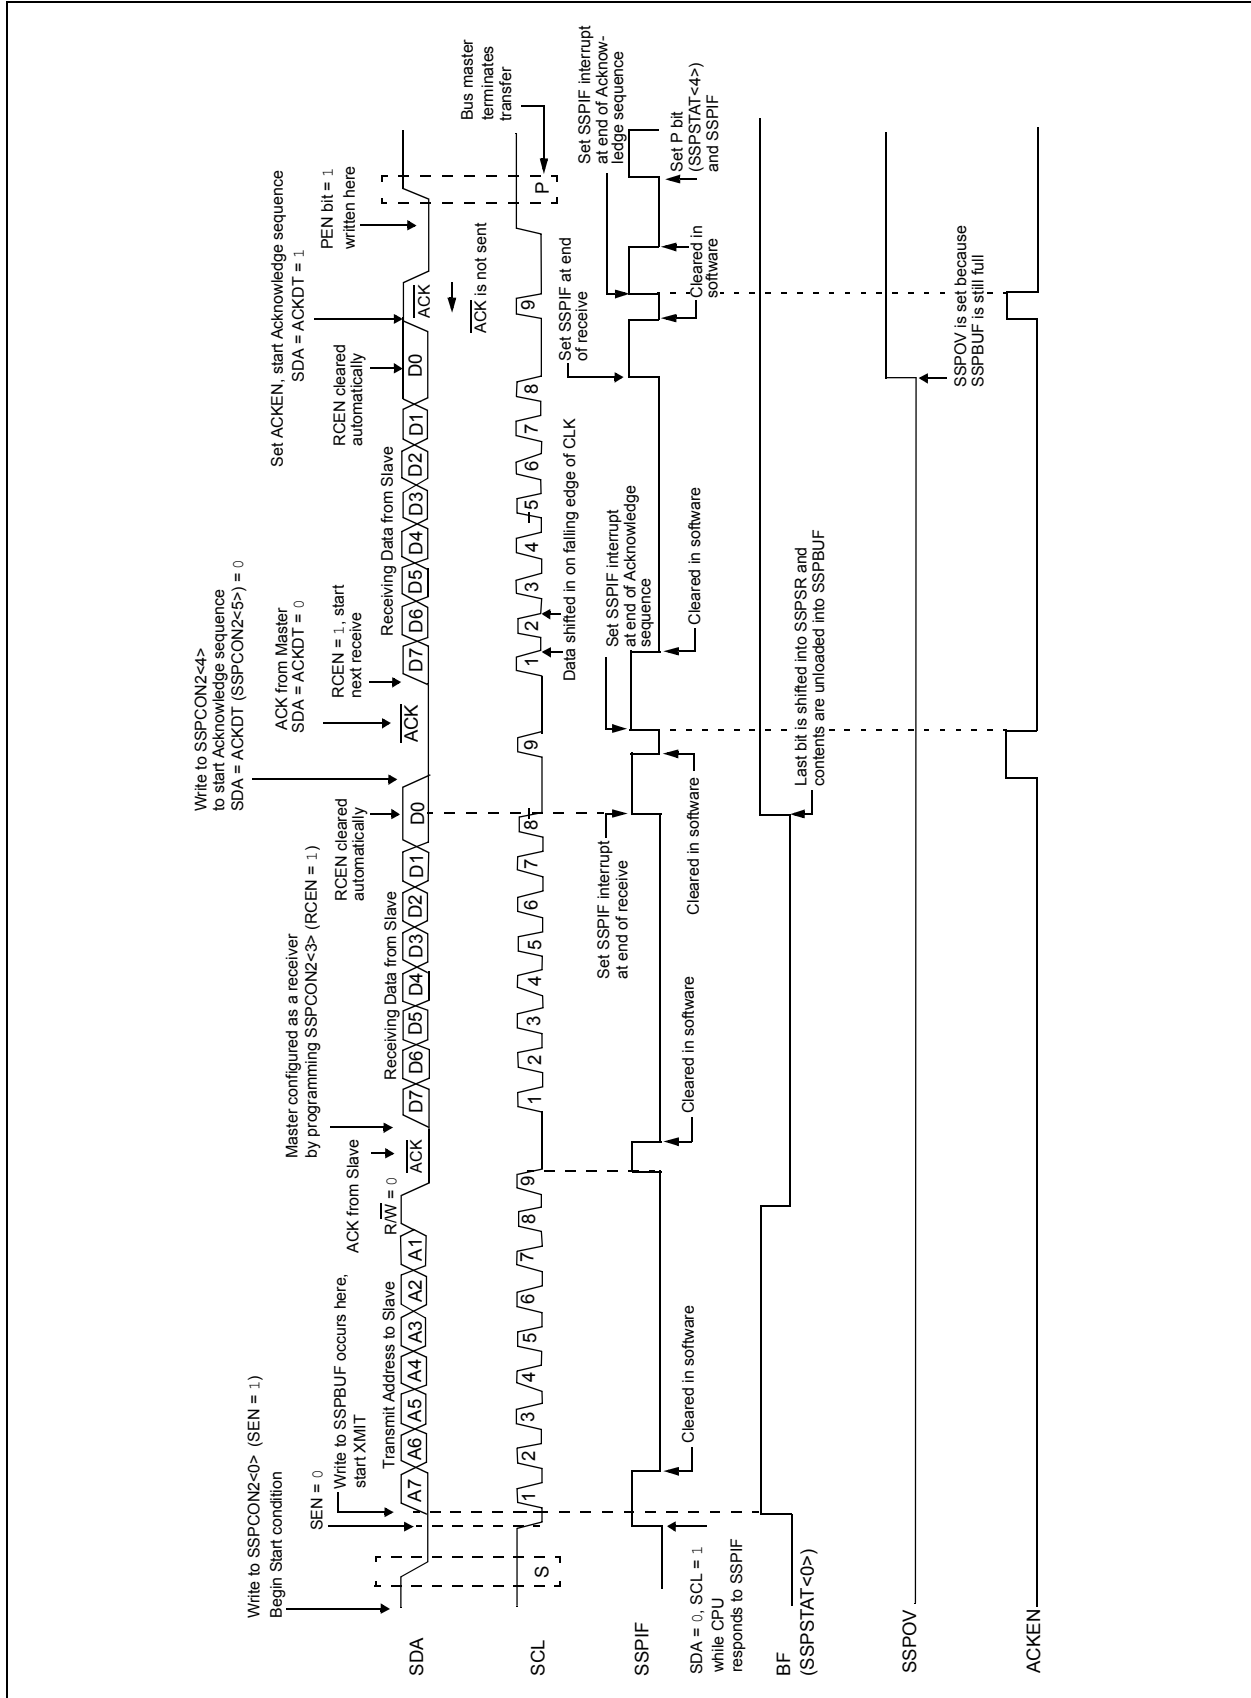 Write to SSPCON2<0> (SEN = 1)
Begin Start condition
SEN = 0
Write to SSPBUF occurs here,
start XMIT
Transmit Address to Slave
R/W = 0
ACK from Slave
Master configured as a receiver
by programming SSPCON2<3> (RCEN = 1)
Receiving Data from Slave
RCEN cleared
automatically
Write to SSPCON2<4>
to start Acknowledge sequence
SDA = ACKDT (SSPCON2<5>) = 0
ACK from Master
SDA = ACKDT = 0
RCEN = 1, start
next receive
Receiving Data from Slave
RCEN cleared
automatically
Set ACKEN, start Acknowledge sequence
SDA = ACKDT = 1
PEN bit = 1
written here
SDA
A7 A6 A5 A4 A3 A2 A1 ACK D7 D6 D5 D4 D3 D2 D1 D0 ACK D7 D6 D5 D4 D3 D2 D1 D0 ACK
ACK is not sent
Bus master
terminates
transfer
SCL
S 1 2 3 4 5 6 7 8 9 1 2 3 4 5 6 7 8 9 1 2 3 4 5 6 7 8 9 P
Data shifted in on falling edge of CLK
Set SSPIF interrupt
at end of receive
Set SSPIF interrupt
at end of Acknowledge
sequence
Set SSPIF at end
of receive
Set SSPIF interrupt
at end of Acknow-
ledge sequence
SSPIF
SDA = 0, SCL = 1
while CPU
responds to SSPIF
Cleared in software
Cleared in software
Cleared in software
Cleared in software
Cleared in
software
Set P bit
(SSPSTAT<4>)
and SSPIF
BF
(SSPSTAT<0>)
Last bit is shifted into SSPSR and
contents are unloaded into SSPBUF
SSPOV
SSPOV is set because
SSPBUF is still full
ACKEN